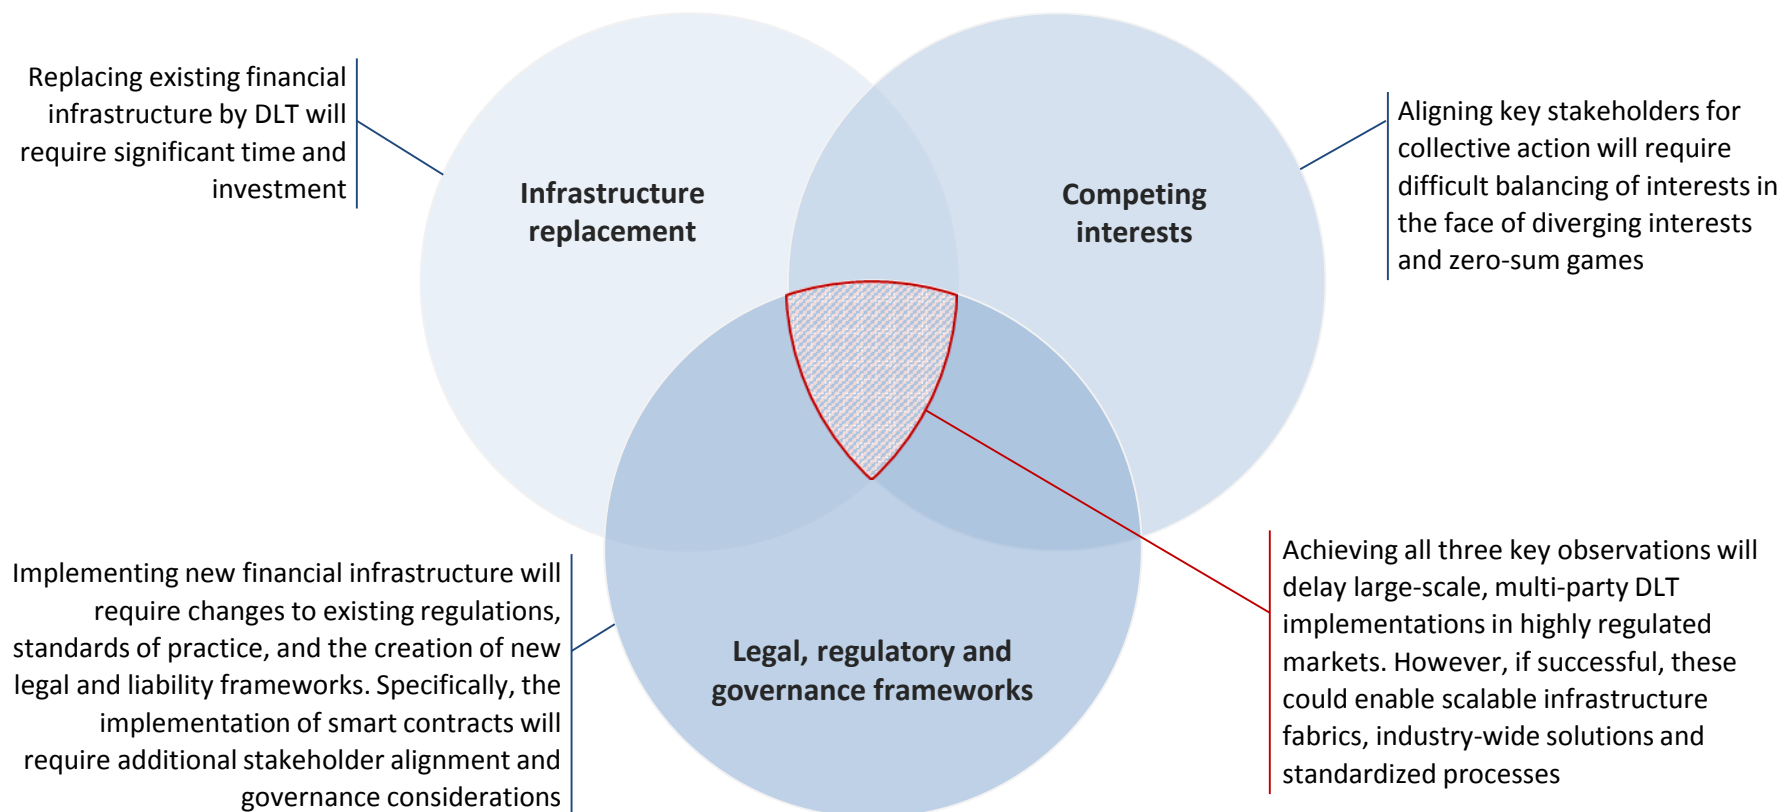 Replacing existing financial
infrastructure by DLT will
require significant time and
investment
Infrastructure
replacement
Competing
interests
Aligning key stakeholders for
collective action will require
difficult balancing of interests in
the face of diverging interests
and zero-sum games
Implementing new financial infrastructure will
require changes to existing regulations,
standards of practice, and the creation of new
legal and liability frameworks. Specifically, the
implementation of smart contracts will
require additional stakeholder alignment and
governance considerations
Legal, regulatory and
governance frameworks
Achieving all three key observations will
delay large-scale, multi-party DLT
implementations in highly regulated
markets. However, if successful, these
could enable scalable infrastructure
fabrics, industry-wide solutions and
standardized processes